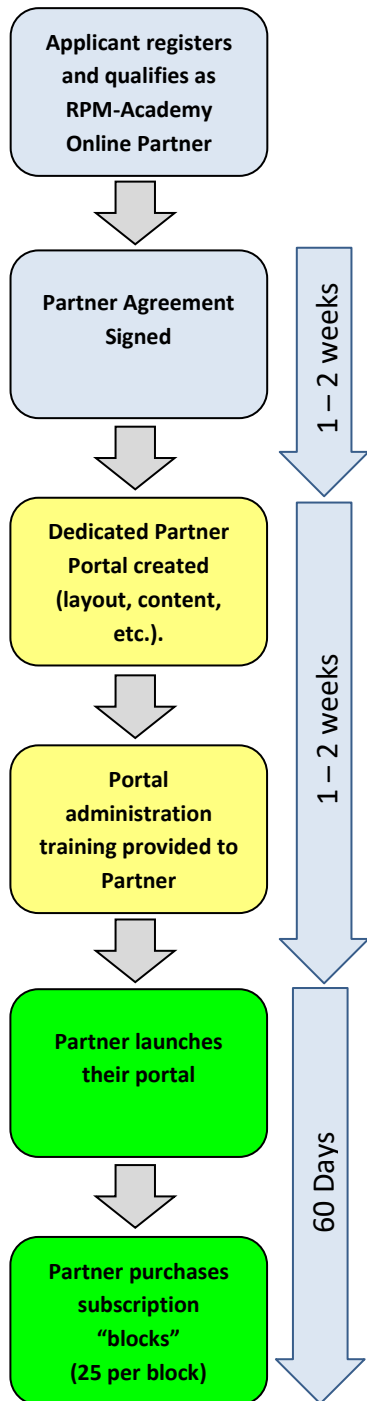 Applicant registers
and qualifies as
RPM-Academy
Online Partner
Partner Agreement
Signed
1 – 2 weeks
Dedicated Partner
Portal created
(layout, content,
etc.).
Portal
administration
training provided to
Partner
1 – 2 weeks
Partner launches
their portal
Partner purchases
subscription
“blocks”
(25 per block)
60 Days